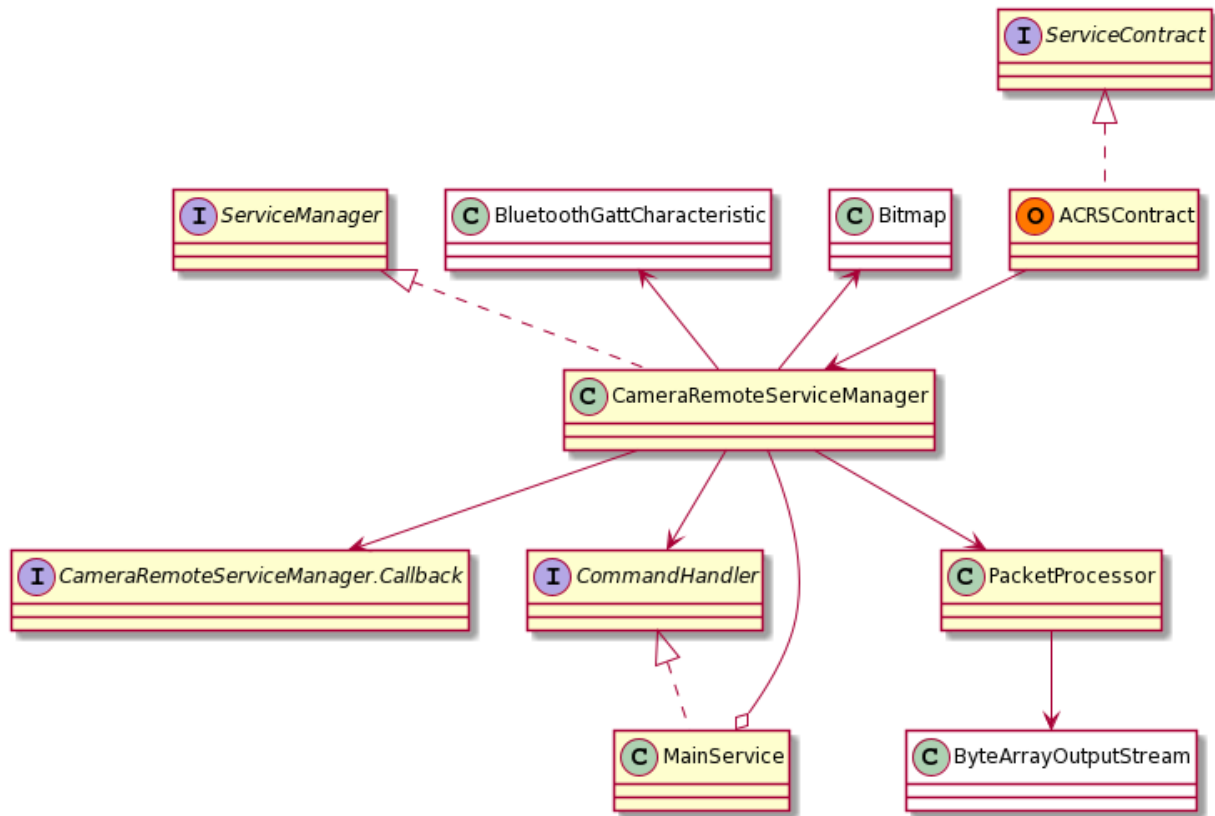 I ServiceContract
I ServiceManager
C BluetoothGattCharacteristic
C Bitmap
O ACRSContract
C CameraRemoteServiceManager
I CameraRemoteServiceManager.Callback
I CommandHandler
C PacketProcessor
C MainService
C ByteArrayOutputStream